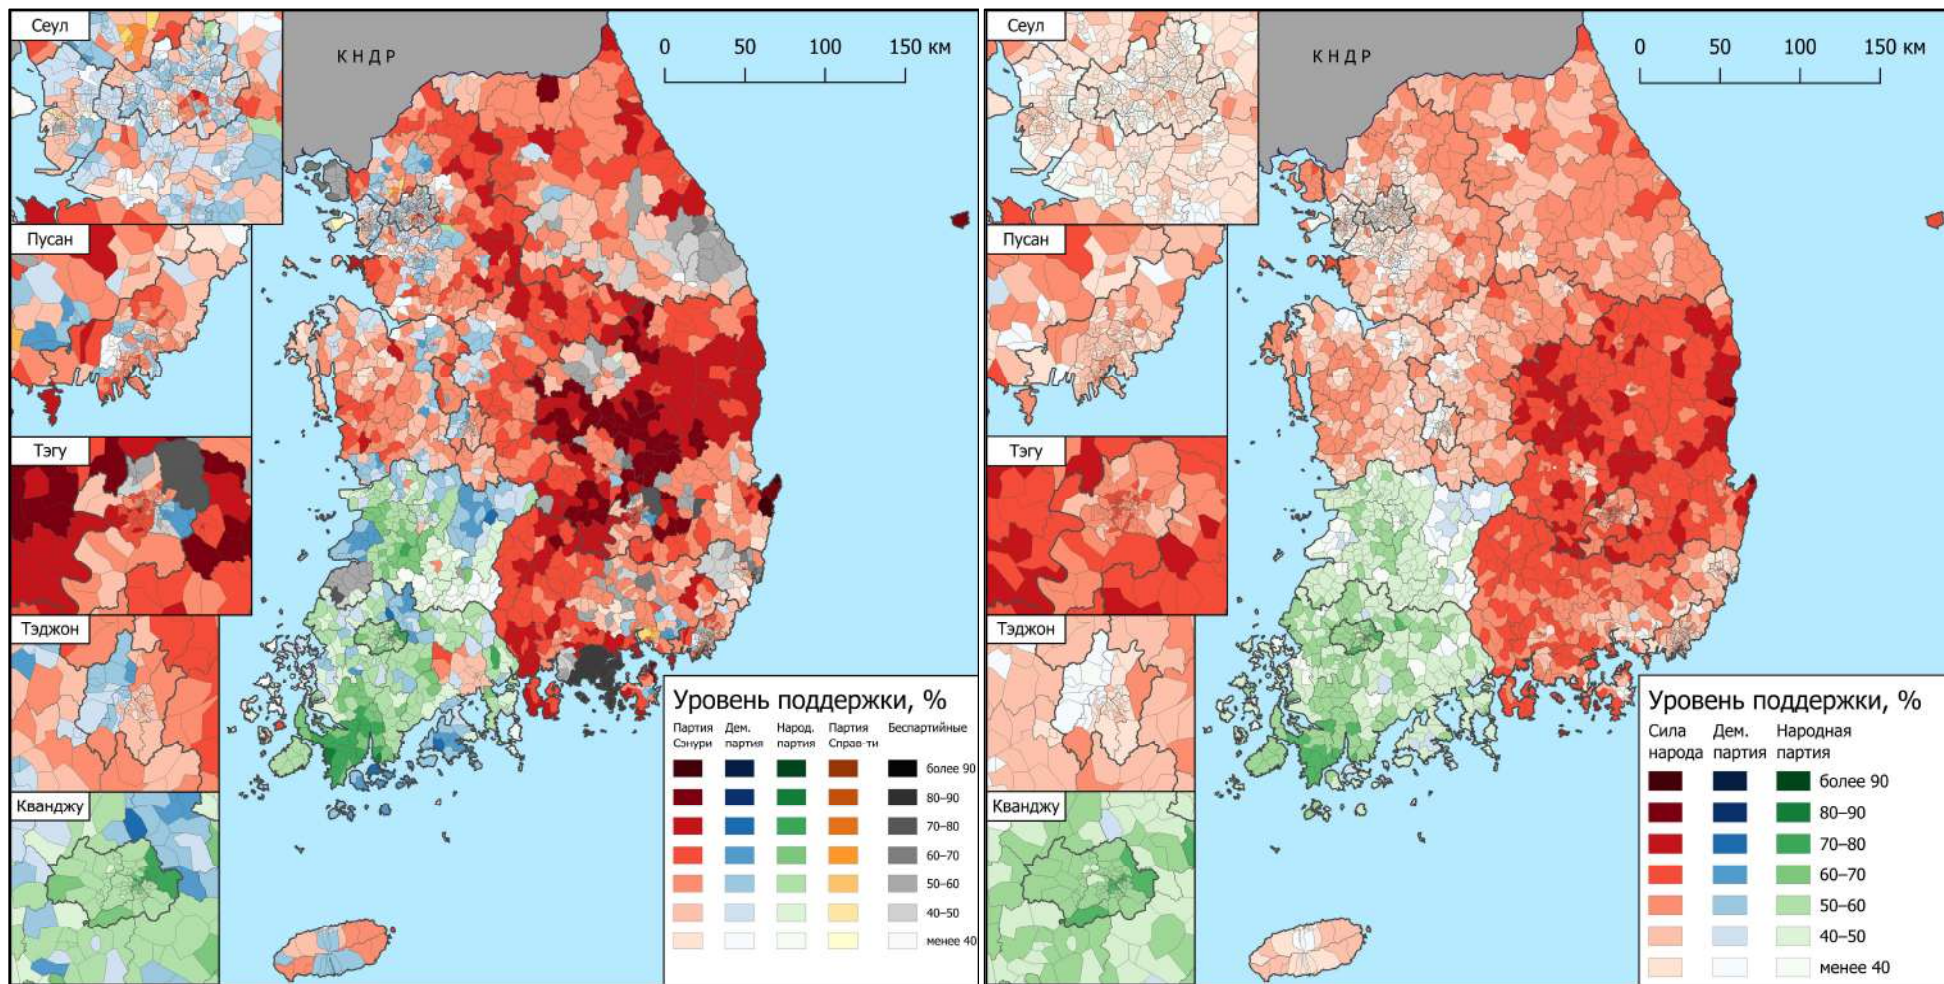 Сеул
КНДР
0 50 100 150 км
Пусан
Тэгу
Тэджон
Кванджу
Уровень поддержки, %
Партия Дем. Народ. Партия Беспартийные
Сэнури партия партия Справ-ти
более 90
80–90
70–80
60–70
50–60
40–50
менее 40
Сеул
КНДР
0 50 100 150 км
Пусан
Тэгу
Тэджон
Кванджу
Уровень поддержки, %
Сила Дем. Народная
народа партия партия
более 90
80–90
70–80
60–70
50–60
40–50
менее 40